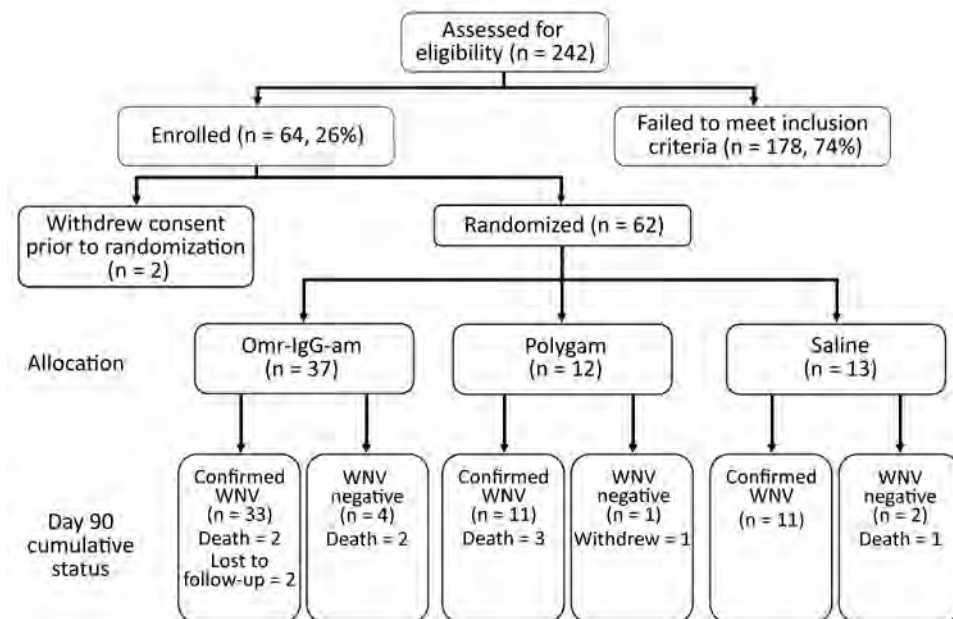 Assessed for
eligibility (n = 242)
Enrolled (n = 64, 26%)
Failed to meet inclusion
criteria (n = 178, 74%)
Withdrew consent
prior to randomization
(n = 2)
Randomized (n = 62)
Allocation
Omr-IgG-am
(n = 37)
Polygam
(n = 12)
Saline
(n = 13)
Day 90
cumulative
status
Confirmed
WNV
(n = 33)
Death = 2
Lost to
follow-up = 2
WNV
negative
(n = 4)
Death = 2
Confirmed
WNV
(n = 11)
Death = 3
WNV
negative
(n = 1)
Withdrew = 1
Confirmed
WNV
(n = 11)
WNV
negative
(n = 2)
Death = 1